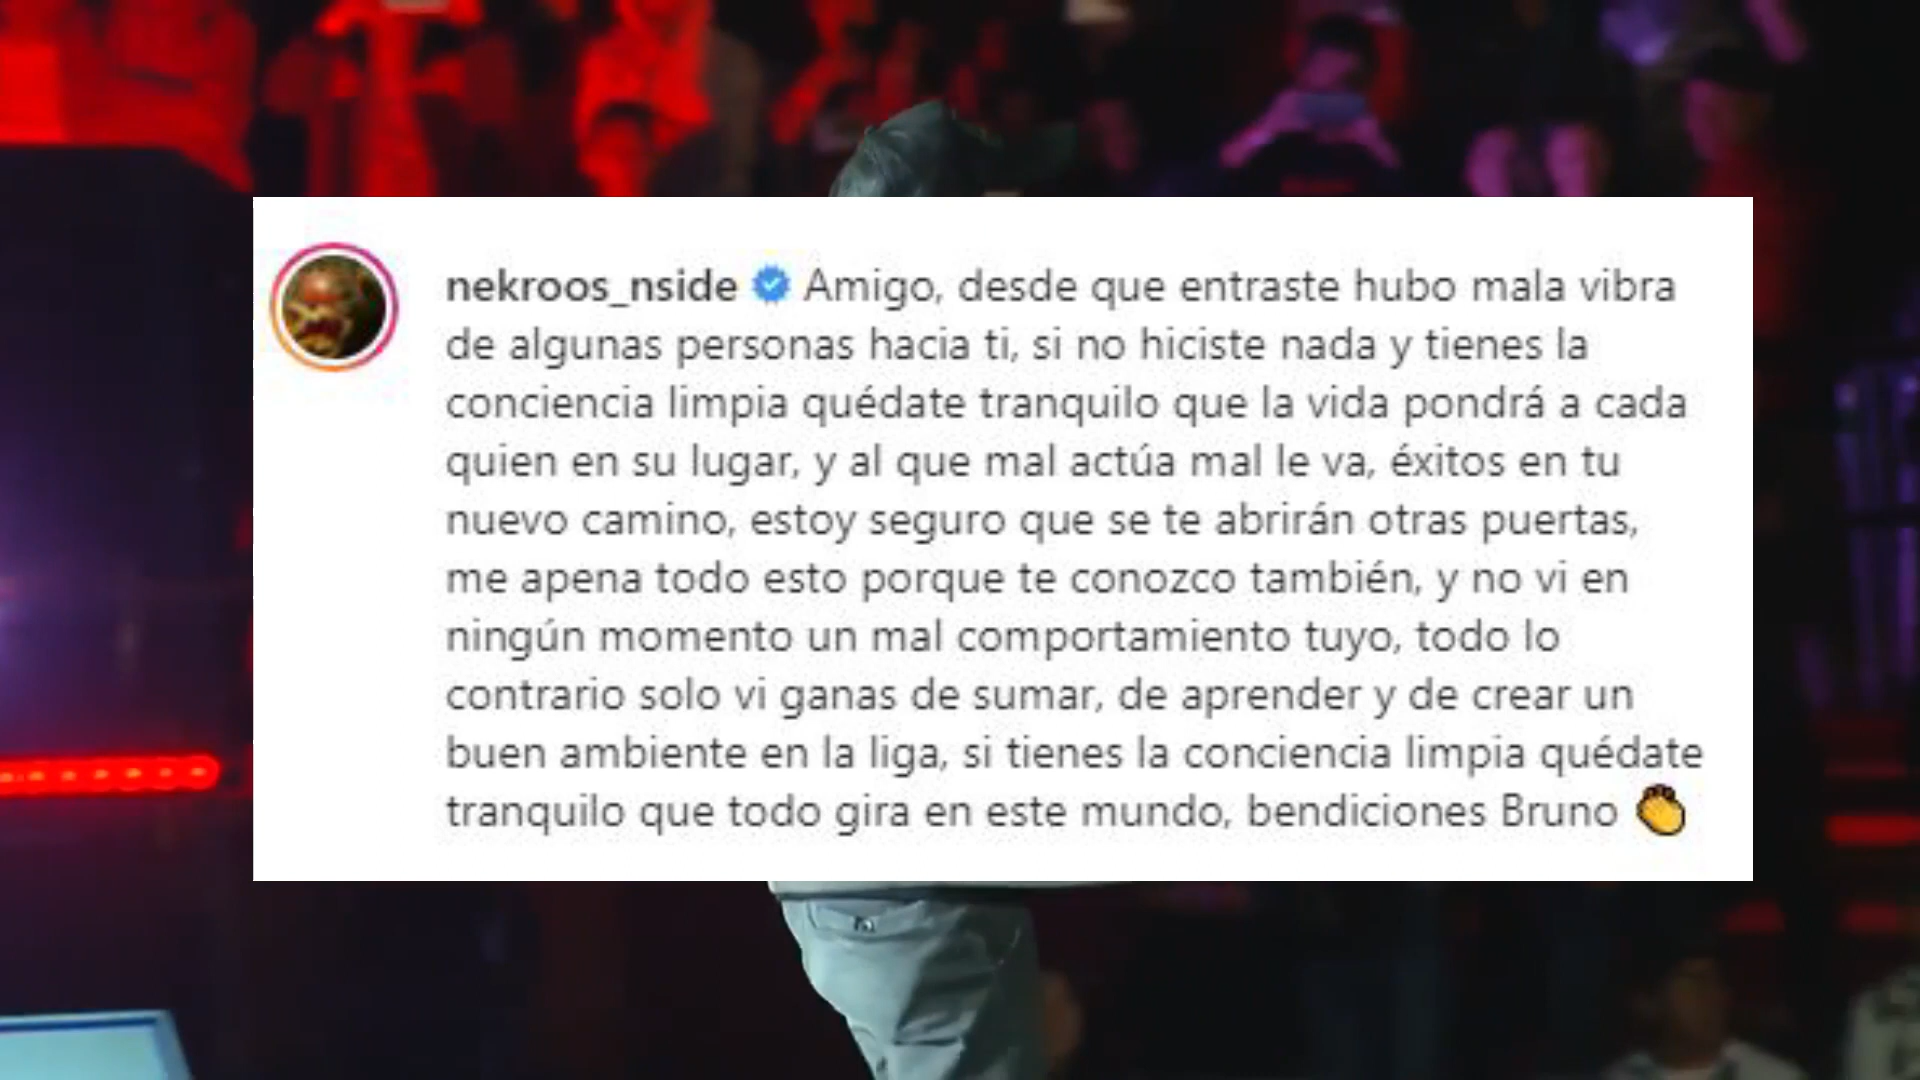 nekroos_nside Amigo, desde que entraste hubo mala vibra
de algunas personas hacia ti, si no hiciste nada y tienes la
conciencia limpia quédate tranquilo que la vida pondrá a cada
quien en su lugar, y al que mal actúa mal le va, éxitos en tu
nuevo camino, estoy seguro que se te abrirán otras puertas,
me apena todo esto porque te conozco también, y no vi en
ningún momento un mal comportamiento tuyo, todo lo
contrario solo vi ganas de sumar, de aprender y de crear un
buen ambiente en la liga, si tienes la conciencia limpia quédate
tranquilo que todo gira en este mundo, bendiciones Bruno 👏